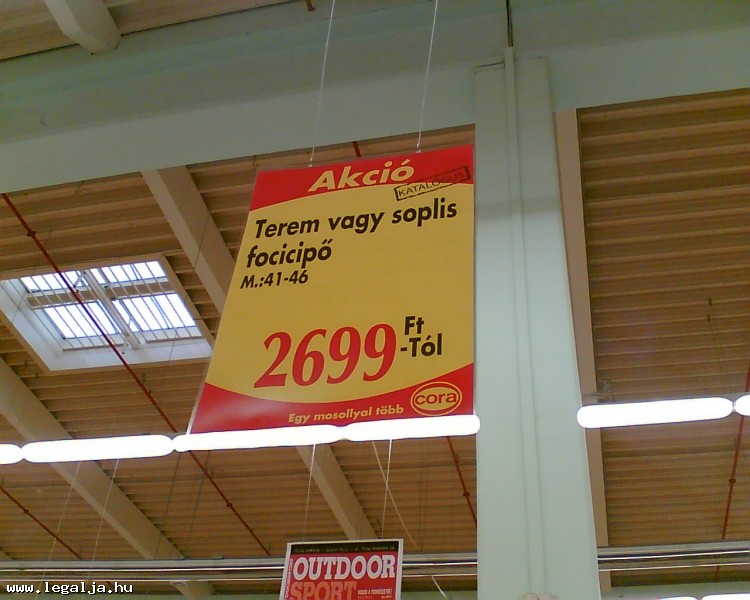 Akció
KATALÓGUS
Terem vagy soplis
focicipő
M.:41-46
2699 Ft
-Tól
cora
Egy mosollyal több
OUTDOOR
SPORT
www.legalja.hu